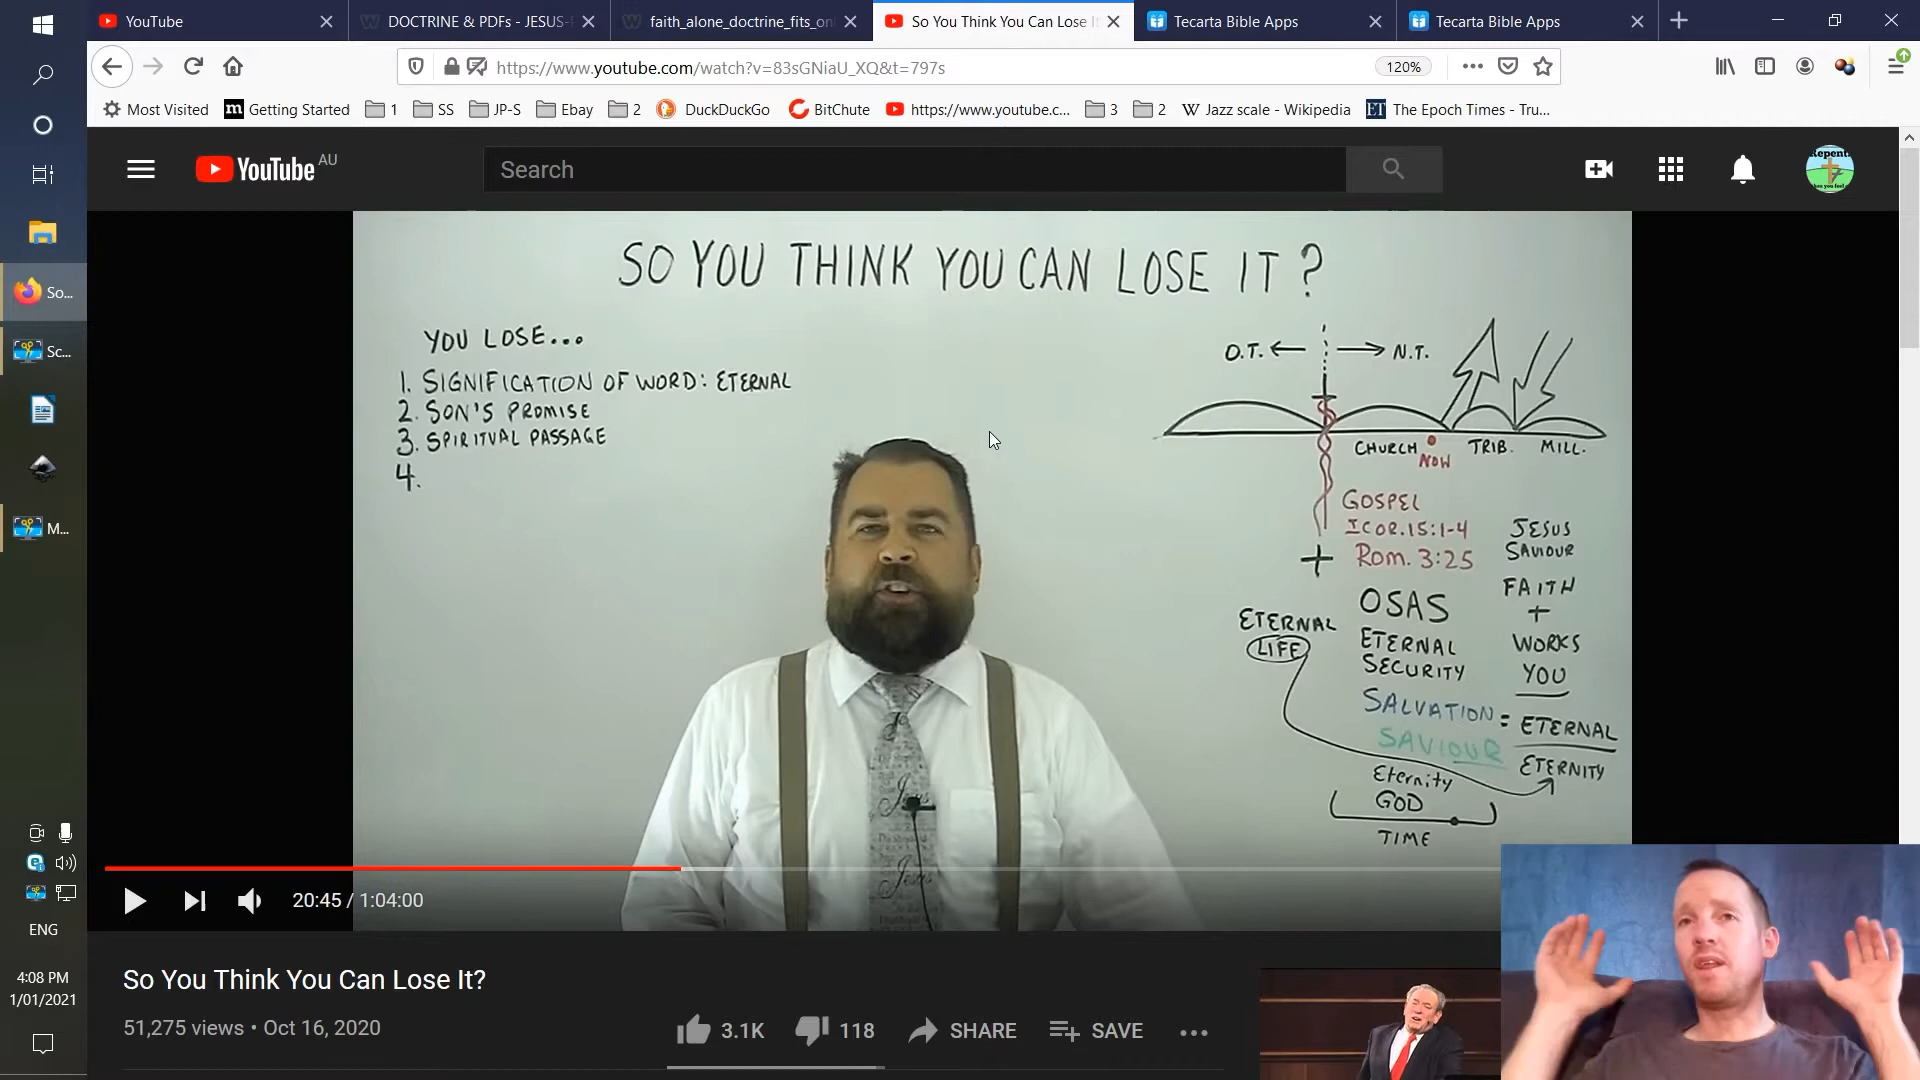 YouTube
DOCTRINE & PDFs - JESUS-
faith_alone_doctrine_fits_on
So You Think You Can Lose I
Tecarta Bible Apps
Tecarta Bible Apps
https://www.youtube.com/watch?v=83sGNiaU_XQ&t=797s
120%
Most Visited
m Getting Started
1
SS
JP-S
Ebay
2
DuckDuckGo
BitChute
https://www.youtube.c...
3
2
W Jazz scale - Wikipedia
ET The Epoch Times - Tru...
YouTube AU
Search
Repent
SO YOU THINK YOU CAN LOSE IT?
YOU LOSE...
1. SIGNIFICATION OF WORD: ETERNAL
2. SON'S PROMISE
3. SPIRITUAL PASSAGE
4.
O.T. ← → N.T.
CHURCH
NOW
TRIB.
MILL.
GOSPEL
I COR. 15:1-4
Rom. 3:25
JESUS
SAVIOUR
FAITH
+
WORKS
YOU
+
OSAS
ETERNAL
SECURITY
ETERNAL
LIFE
SALVATION = ETERNAL
SAVIOUR
ETERNITY
Eternity
GOD
TIME
Jesus
Jesus
20:45 / 1:04:00
So You Think You Can Lose It?
51,275 views • Oct 16, 2020
3.1K
118
SHARE
SAVE
So...
Sc...
M...
ENG
4:08 PM
1/01/2021